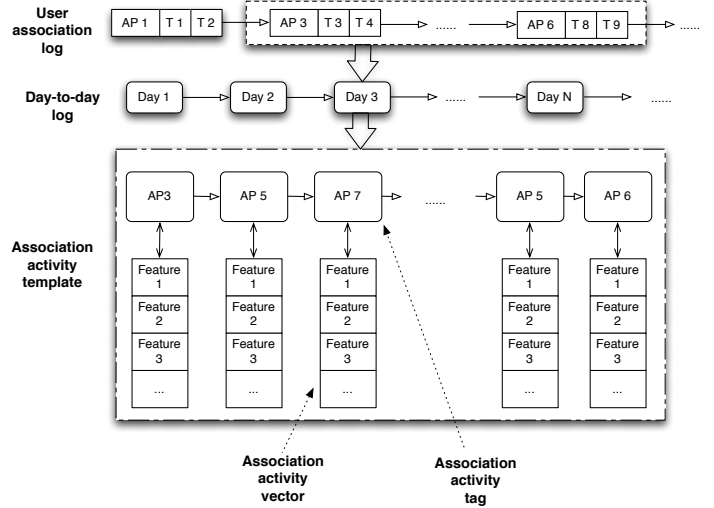 User
association
log
AP 1 T 1 T 2 AP 3 T 3 T 4 ...... AP 6 T 8 T 9 ......
Day-to-day
log
Day 1 Day 2 Day 3 ...... Day N ......
Association
activity
template
AP3 AP 5 AP 7 ...... AP 5 AP 6
Feature 1 Feature 1 Feature 1 Feature 1 Feature 1
Feature 2 Feature 2 Feature 2 Feature 2 Feature 2
Feature 3 Feature 3 Feature 3 Feature 3 Feature 3
... ... ... ... ...
Association
activity
vector
Association
activity
tag